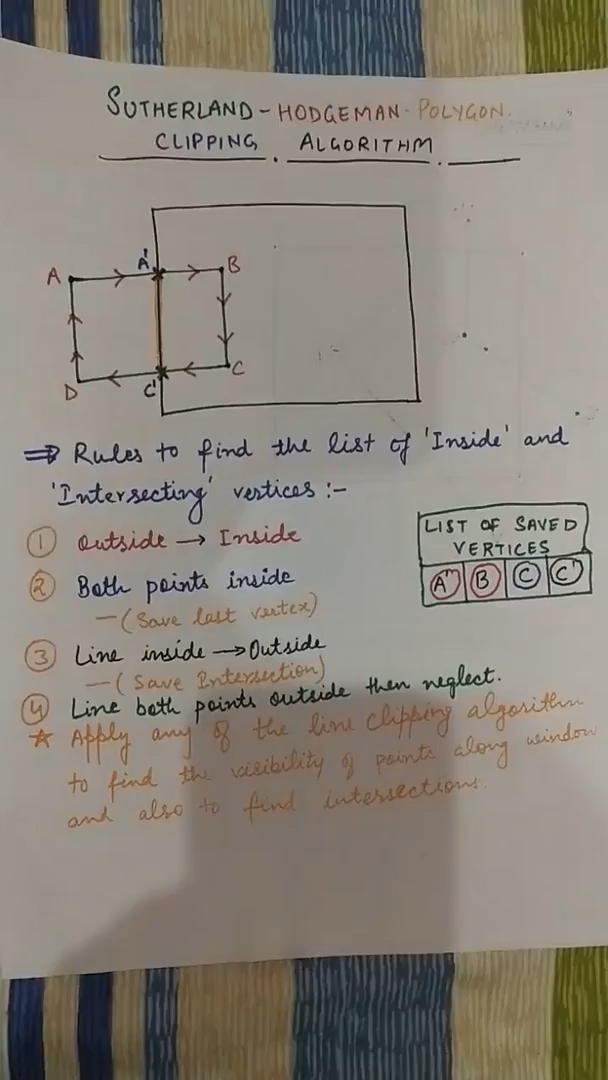 SUTHERLAND-HODGEMAN-POLYGON.
CLIPPING ALGORITHM
A A' B
D C' C
⇒ Rules to find the list of 'Inside' and
'Intersecting' vertices :-
① Outside → Inside
② Both points inside
-(Save last vertex)
③ Line inside → Outside
-(Save Intersection)
④ Line both points outside then neglect.
LIST OF SAVED
VERTICES
A' B C C'
☆ Apply any of the line clipping algorithm
to find the visibility of points along window
and also to find intersections.